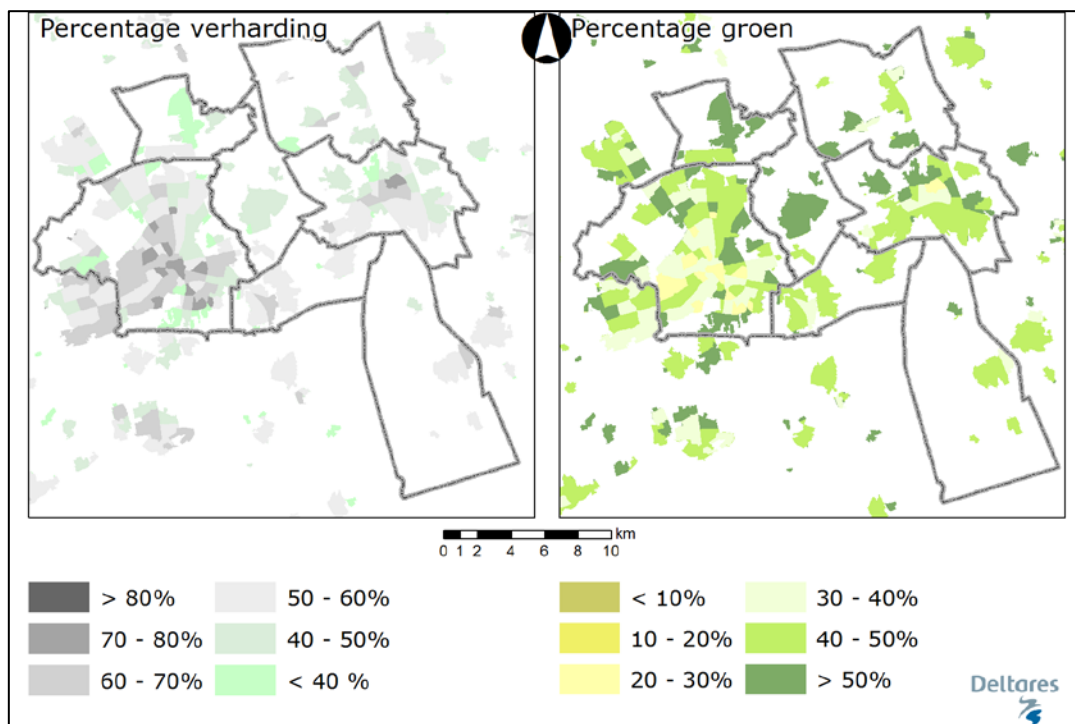 Percentage verharding
Percentage groen
km
0 1 2 4 6 8 10
> 80%
70 - 80%
60 - 70%
50 - 60%
40 - 50%
< 40 %
< 10%
10 - 20%
20 - 30%
30 - 40%
40 - 50%
> 50%
Deltares